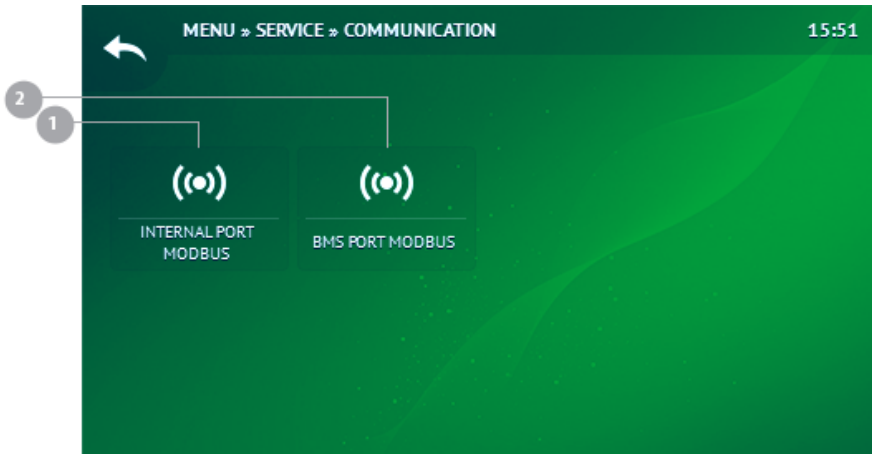 MENU » SERVICE » COMMUNICATION
15:51
2
1
INTERNAL PORT
MODBUS
BMS PORT MODBUS